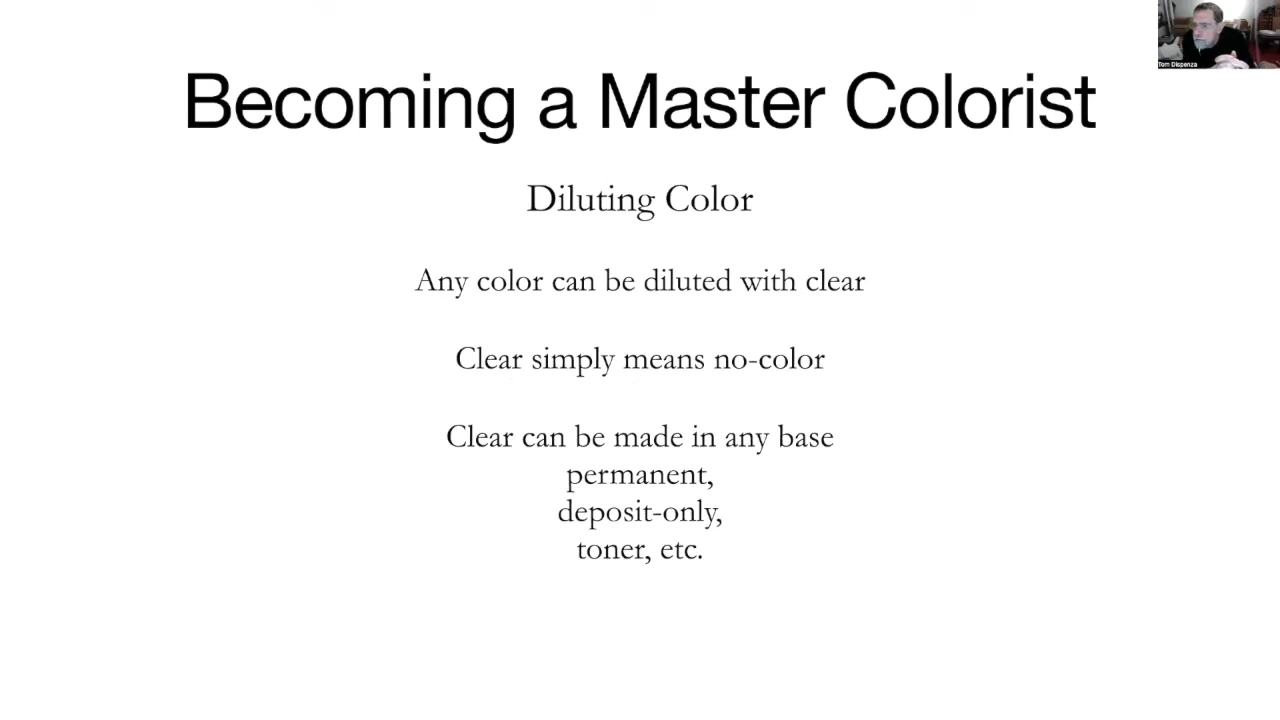 Becoming a Master Colorist
Tom Dispenza
Diluting Color
Any color can be diluted with clear
Clear simply means no-color
Clear can be made in any base
permanent,
deposit-only,
toner, etc.